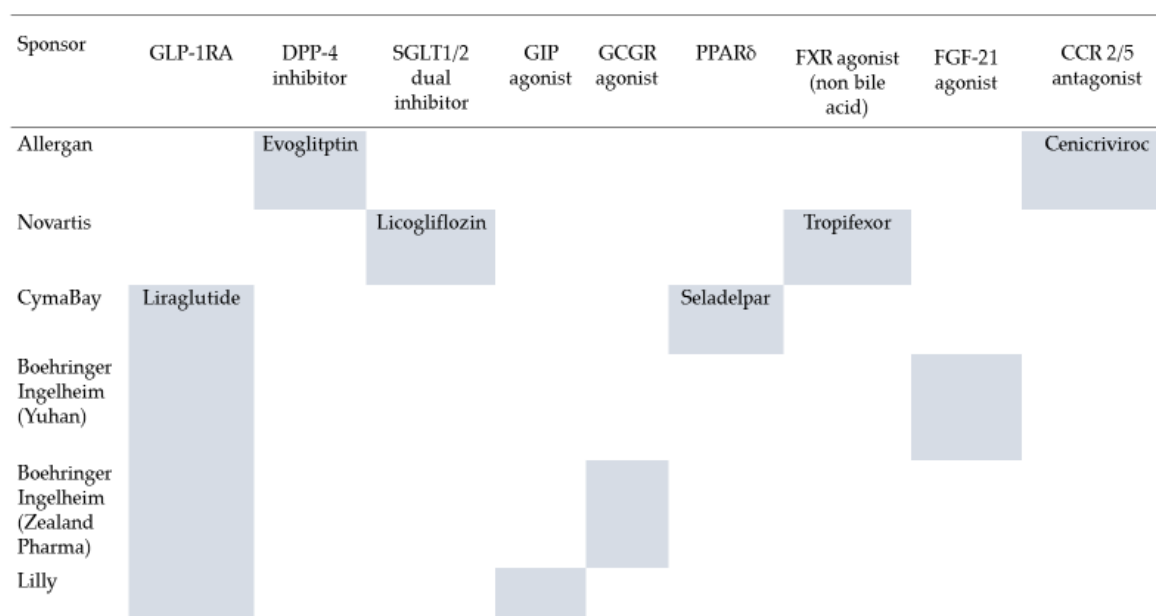 Sponsor GLP-1RA DPP-4 inhibitor SGLT1/2 dual inhibitor GIP agonist GCGR agonist PPARδ FXR agonist (non bile acid) FGF-21 agonist CCR 2/5 antagonist
Allergan Evoglitptin Cenicriviroc
Novartis Licogliflozin Tropifexor
CymaBay Liraglutide Seladelpar
Boehringer
Ingelheim
(Yuhan)
Boehringer
Ingelheim
(Zealand
Pharma)
Lilly